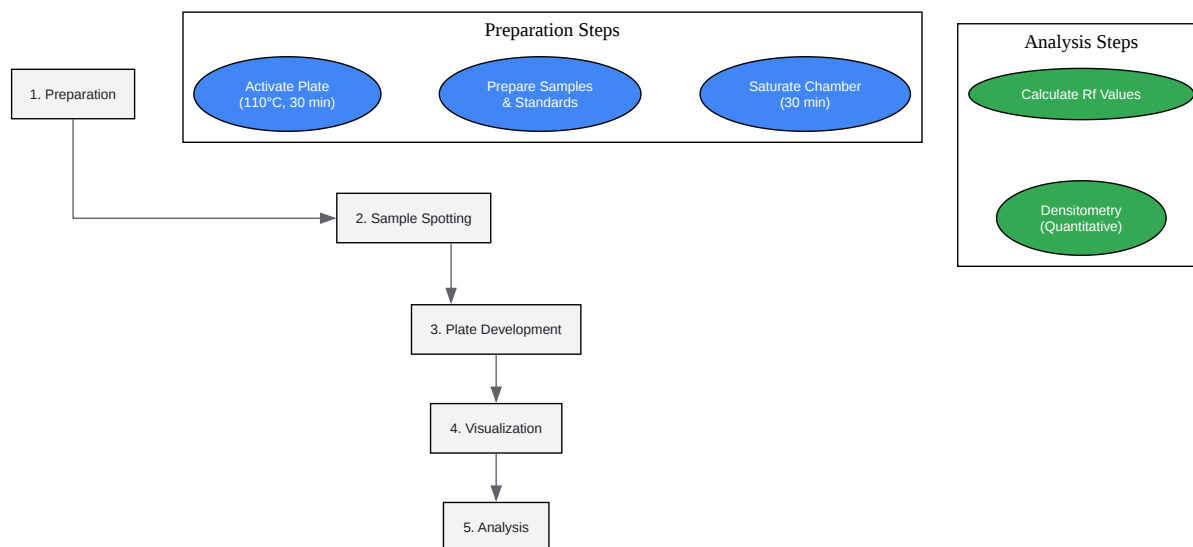 Preparation Steps
Analysis Steps
1. Preparation
Activate Plate
(110°C, 30 min)
Prepare Samples
& Standards
Saturate Chamber
(30 min)
Calculate Rf Values
2. Sample Spotting
Densitometry
(Quantitative)
3. Plate Development
4. Visualization
5. Analysis